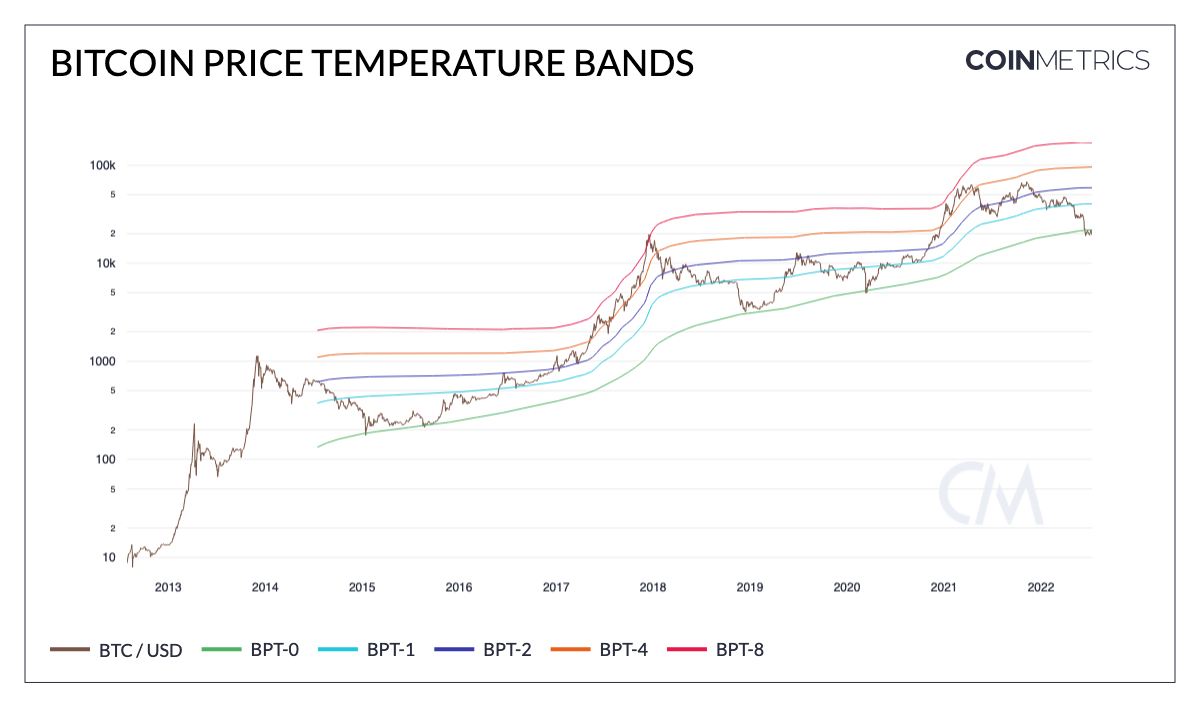 BITCOIN PRICE TEMPERATURE BANDS
COINMETRICS
100k
5
2
10k
5
2
1000
5
2
100
5
2
10
CM
2013 2014 2015 2016 2017 2018 2019 2020 2021 2022
BTC / USD BPT-0 BPT-1 BPT-2 BPT-4 BPT-8